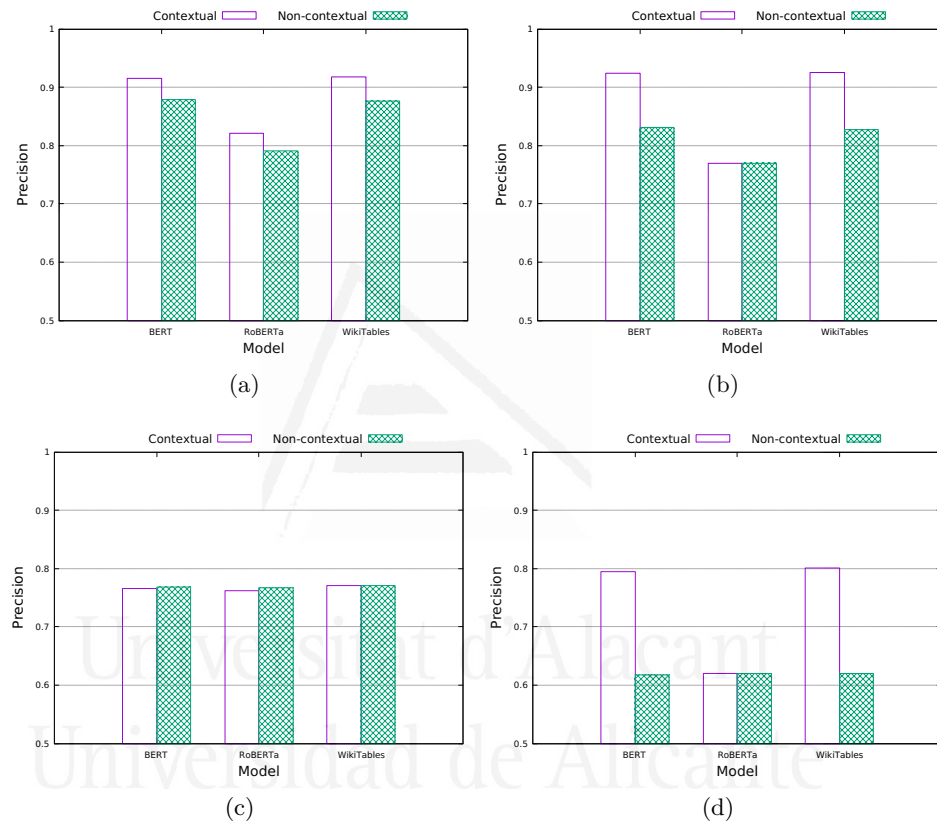 Contextual Non-contextual
1
0.9
0.8
0.7
0.6
0.5
Precision
BERT RoBERTa WikiTables
Model
(a)
Contextual Non-contextual
1
0.9
0.8
0.7
0.6
0.5
Precision
BERT RoBERTa WikiTables
Model
(b)
Contextual Non-contextual
1
0.9
0.8
0.7
0.6
0.5
Precision
BERT RoBERTa WikiTables
Model
(c)
Contextual Non-contextual
1
0.9
0.8
0.7
0.6
0.5
Precision
BERT RoBERTa WikiTables
Model
(d)
Universitat d'Alacant
Universidad de Alicante